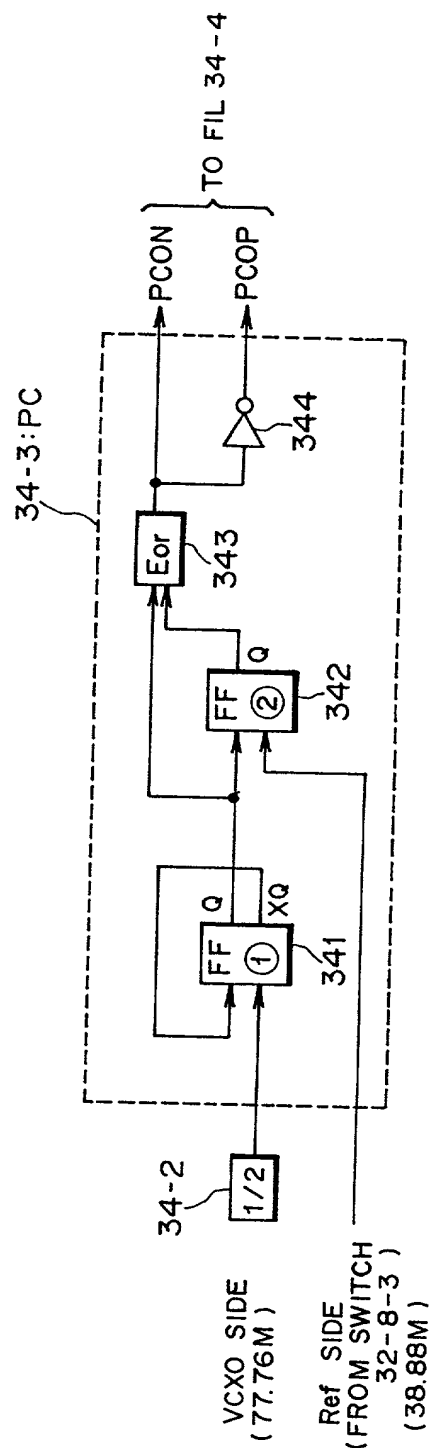 34-3:PC
VCXO SIDE
(77.76M)
34-2
1/2
Ref SIDE
(FROM SWITCH
32-8-3)
(38.88M)
FF
①
Q
XQ
341
FF
②
Q
342
Eor
343
344
PCON
PCOP
TO FIL 34-4